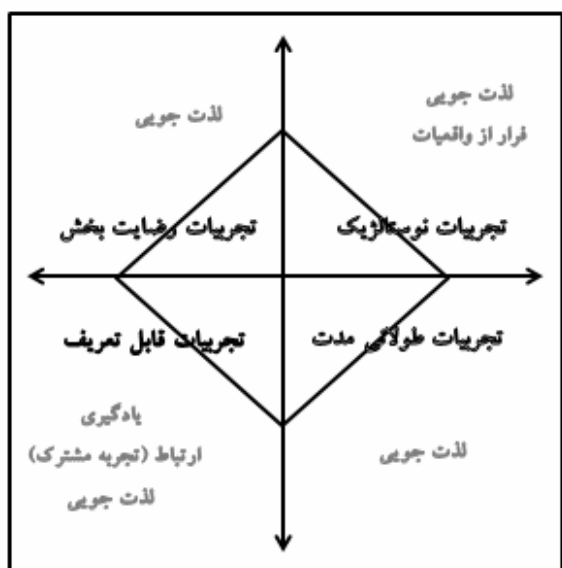 لذت جویی
فرار از واقعیات
لذت جویی
تجربیات نوستالژیک
تجربیات رضایت بخش
تجربیات طولانی مدت
تجربیات قابل تعریف
لذت جویی
یادگیری
ارتباط (تجربه مشترک)
لذت جویی